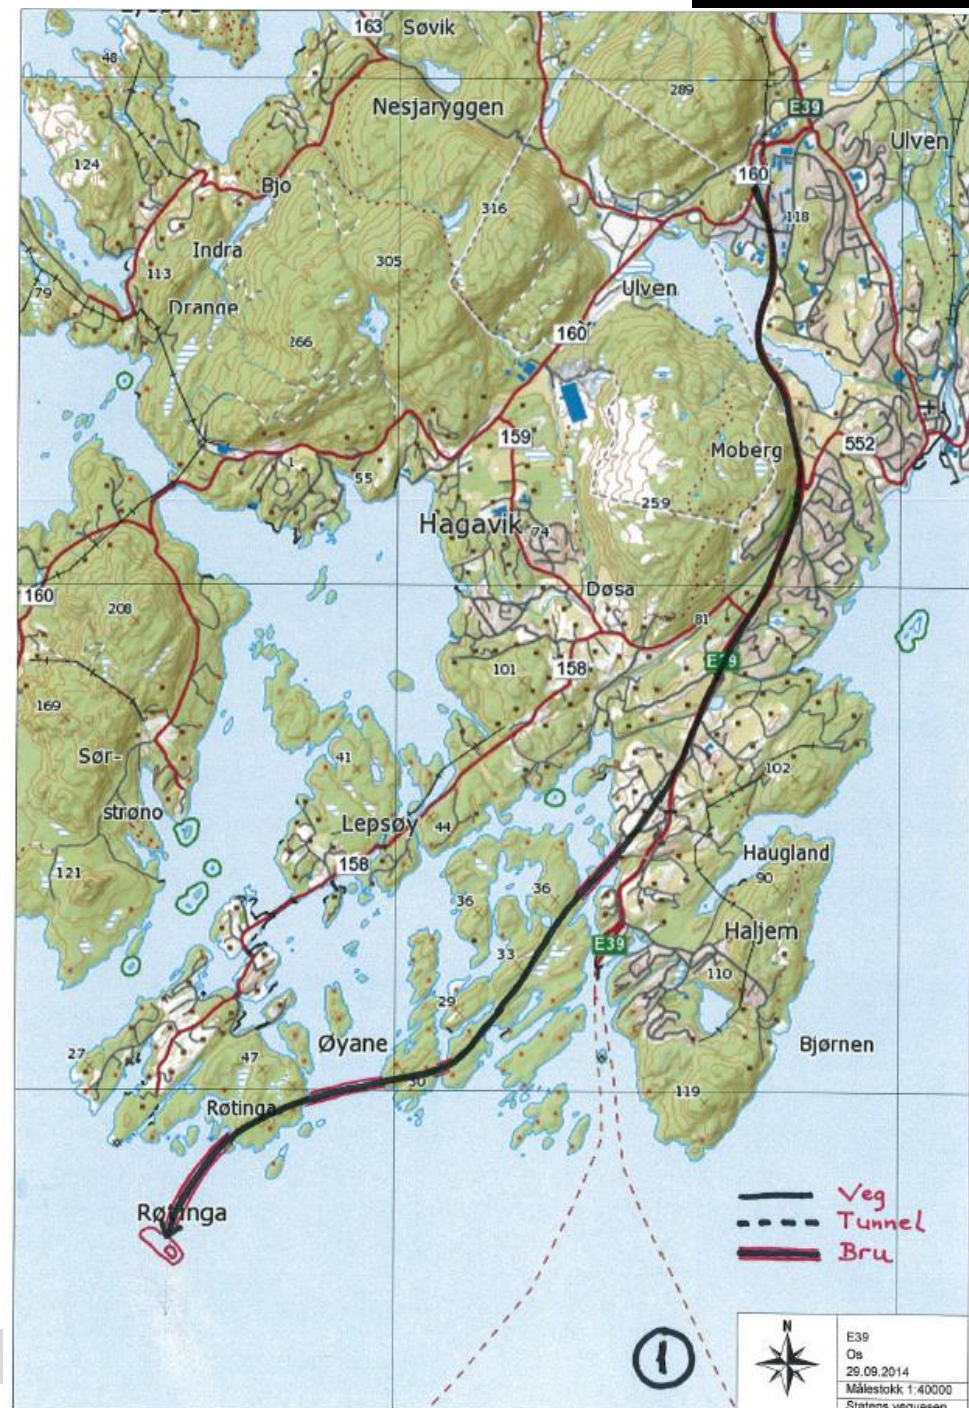 163
Søvik
48
Nesjaryggen
289
E39
Ulven
124
160
Bjo
316
118
Indra
113
305
79
Ulven
Drange
266
160
159
552
Moberg
55
259
Hagavik
74
160
208
Døsa
81
E39
101
158
169
41
Sør-
102
strøno
Lepsøy
44
Haugland
158
90
121
36
36
Haljem
33
E39
110
29
Øyane
Bjørnen
27
47
30
119
Røtinga
Røtinga
Veg
Tunnel
Bru
1
N
E39
Os
29.09.2014
Målestokk 1:40000
Statens vegvesen